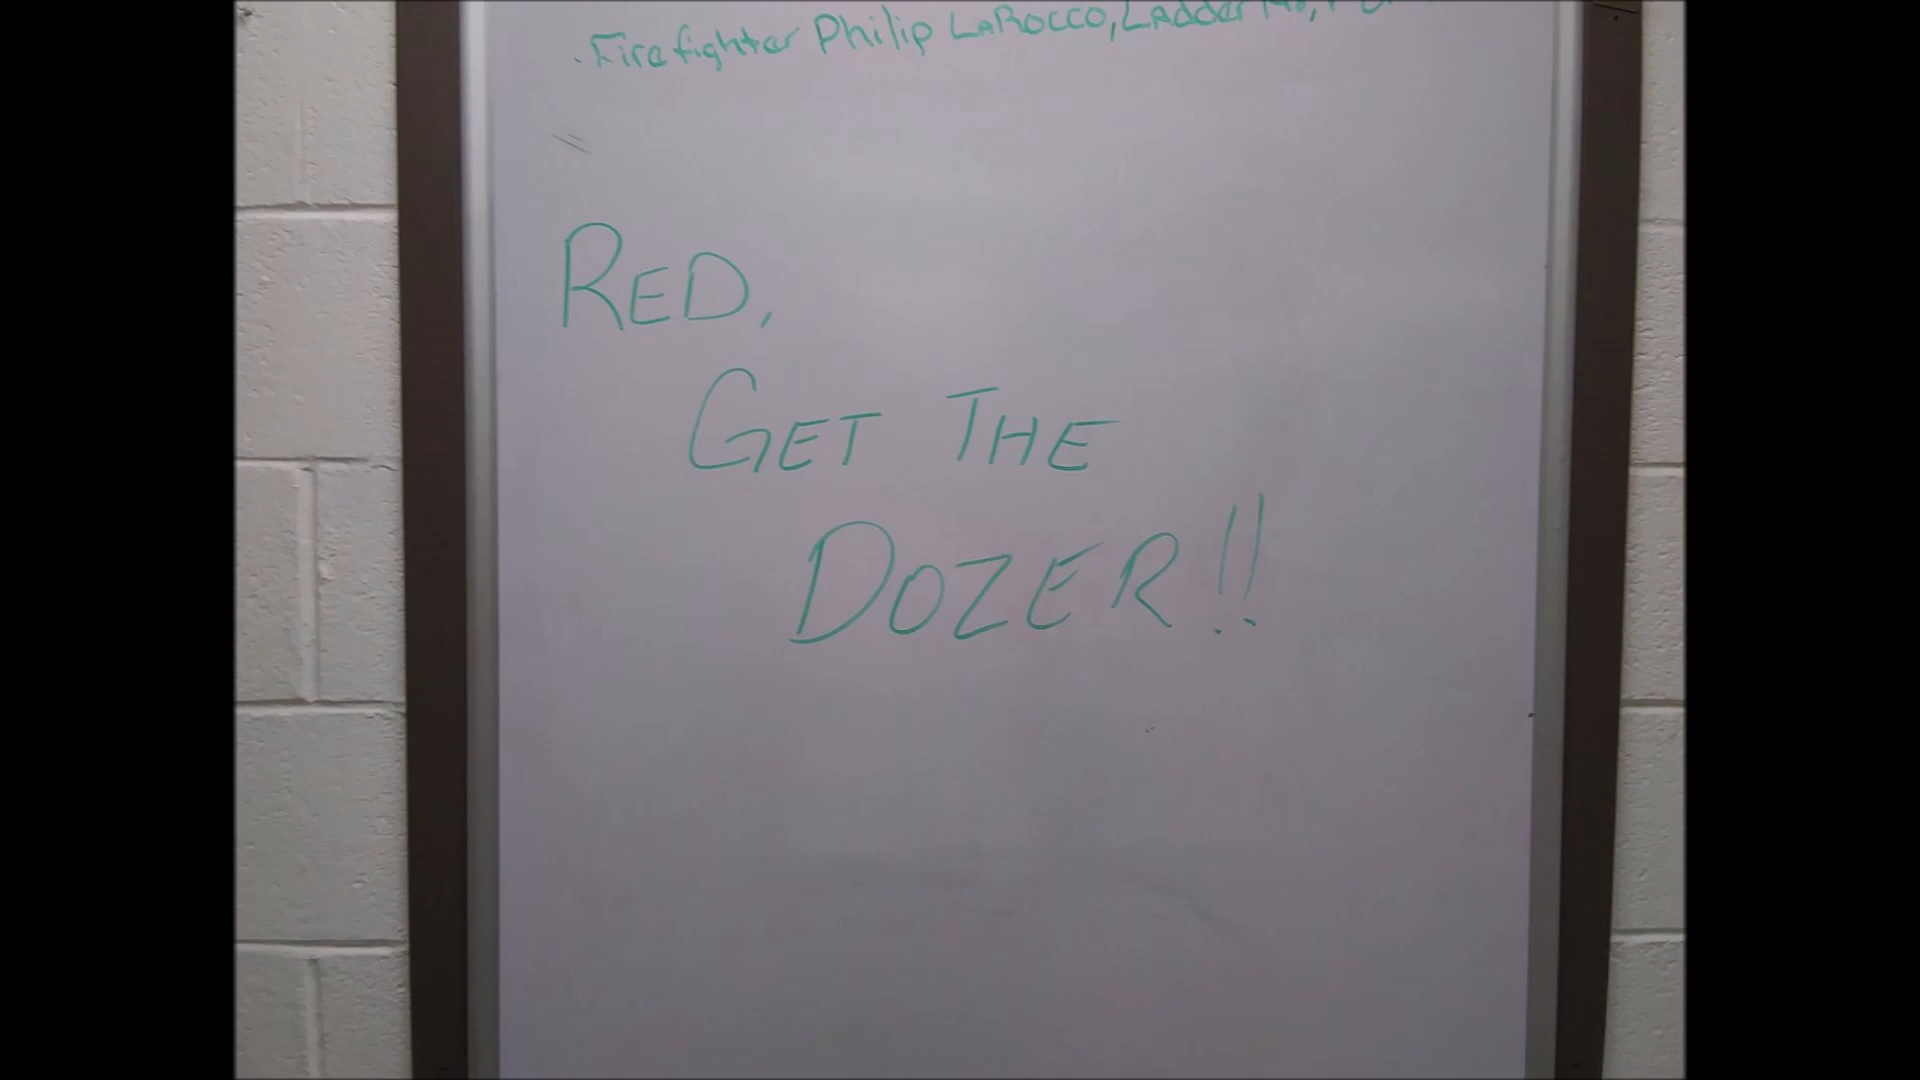 . Firefighter Philip LaRocco, Ladder
RED,
GET THE
DOZER!!